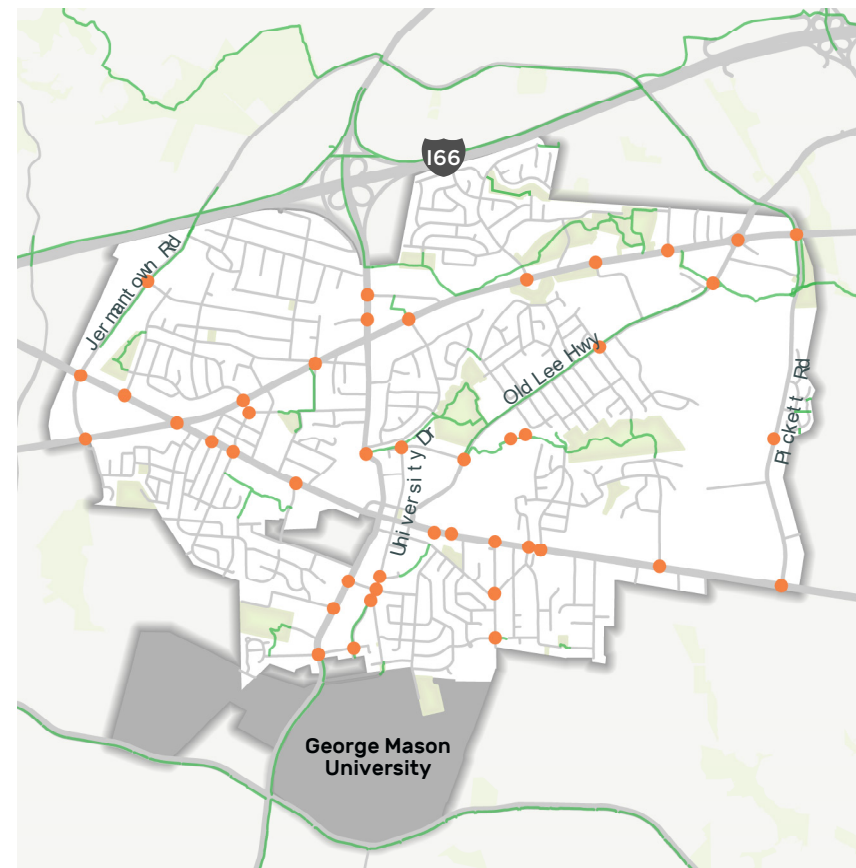 I66
Jermantown Rd
Old Lee Hwy
Pickett Rd
University Dr
George Mason
University